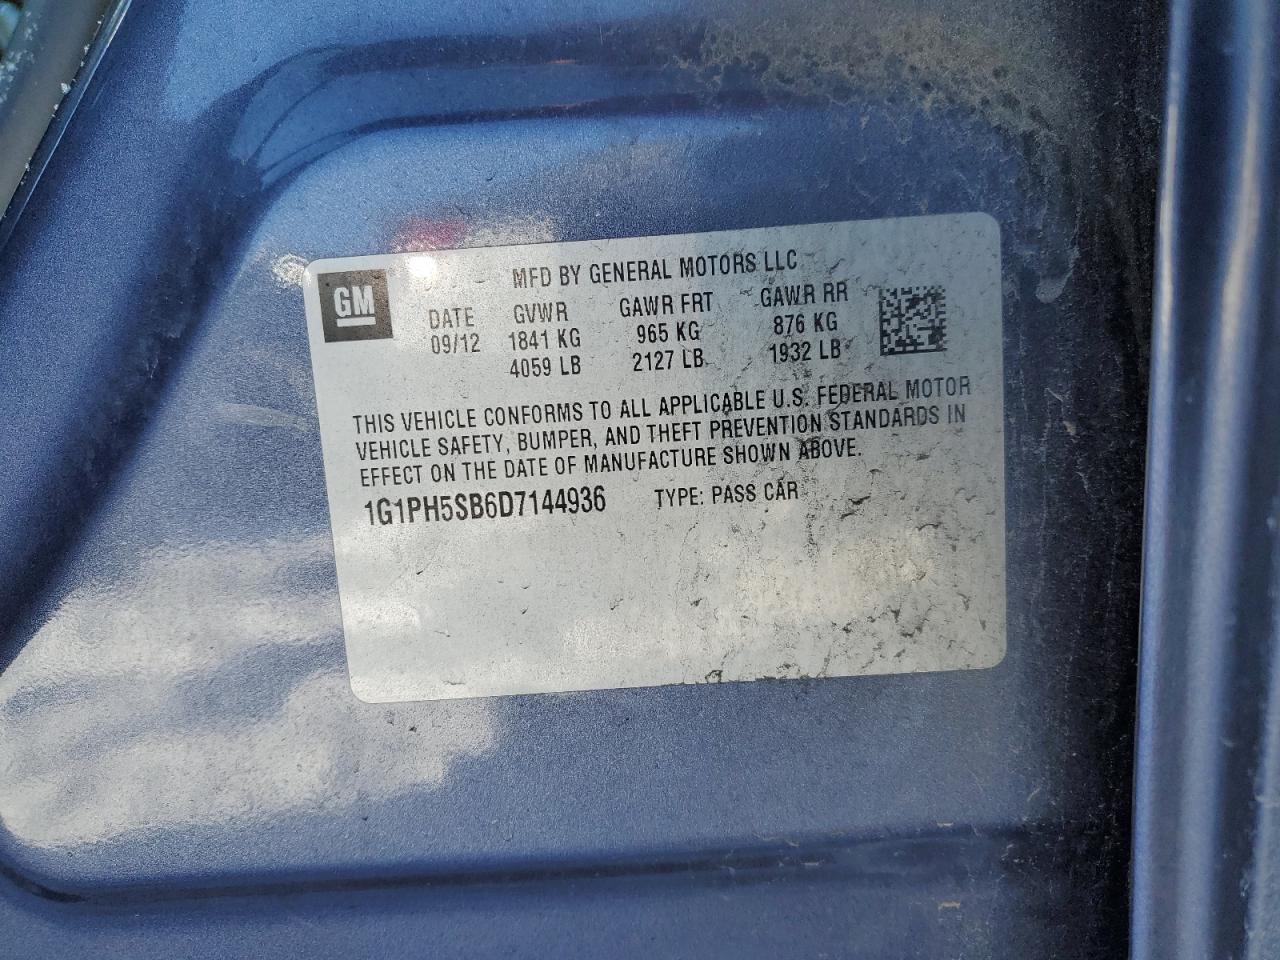 MFD BY GENERAL MOTORS LLC
GM
DATE GVWR GAWR FRT GAWR RR
09/12 1841 KG 965 KG 876 KG
4059 LB 2127 LB 1932 LB
THIS VEHICLE CONFORMS TO ALL APPLICABLE U.S. FEDERAL MOTOR
VEHICLE SAFETY, BUMPER, AND THEFT PREVENTION STANDARDS IN
EFFECT ON THE DATE OF MANUFACTURE SHOWN ABOVE.
1G1PH5SB6D7144936 TYPE: PASS CAR